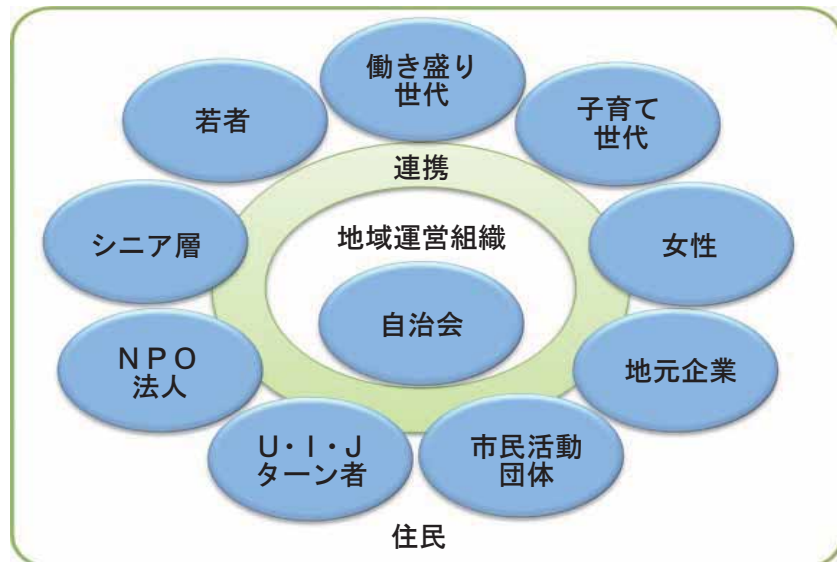 働き盛り
世代
若者
子育て
世代
連携
シニア層
地域運営組織
女性
自治会
ＮＰＯ
法人
地元企業
Ｕ・Ｉ・Ｊ
ターン者
市民活動
団体
住民